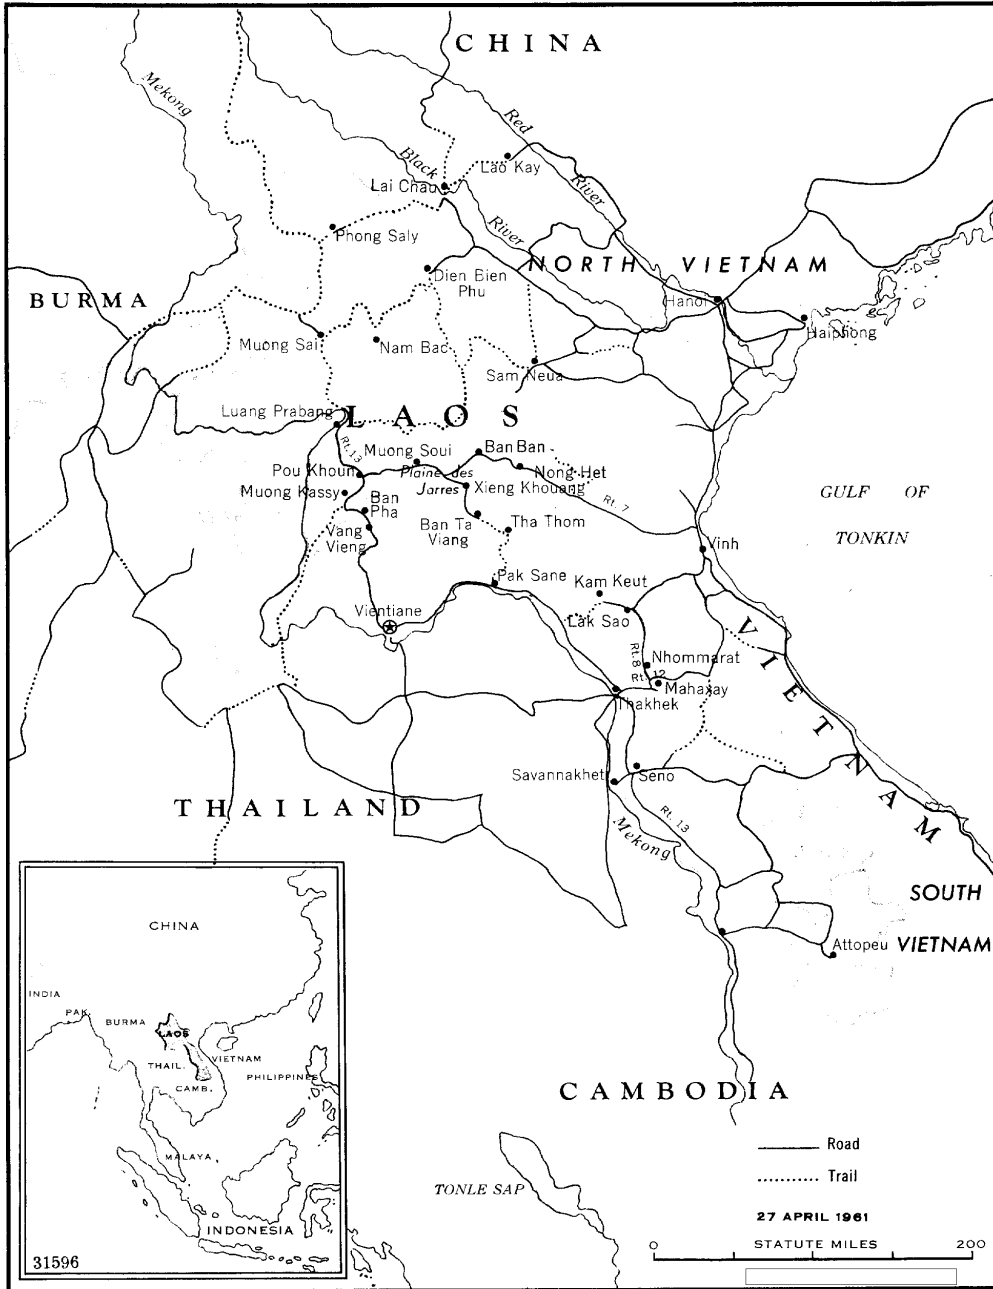 CHINA
Mekong
Red
River
Black
River
Lao Kay
Lai Chau
Phong Saly
Dien Bien
Phu
NORTH VIETNAM
BURMA
Hanoi
Haiphong
Muong Sai
Nam Bac
Sam Neua
Luang Prabang
LAOS
Rt. 13
Muong Soui
Ban Ban
Plaine des
Jarres
Pou Khoun
Nong Het
Muong Kassy
Xieng Khouang
Rt. 7
GULF OF
TONKIN
Ban
Pha
Ban Ta
Viang
Tha Thom
Vang
Vieng
Vinh
Pak Sane
Kam Keut
Vientiane
Lak Sao
VIETNAM
Rt. 8
Nhommarat
Rt. 12
Mahaxay
Thakhek
Savannakhet
Seno
THAILAND
Rt. 13
Mekong
SOUTH
VIETNAM
Attopeu
CAMBODIA
TONLE SAP
CHINA
INDIA
PAK.
BURMA
LAOS
THAIL.
VIETNAM
CAMB.
PHILIPPINES
MALAYA
INDONESIA
31596
Road
Trail
27 APRIL 1961
STATUTE MILES
0 200